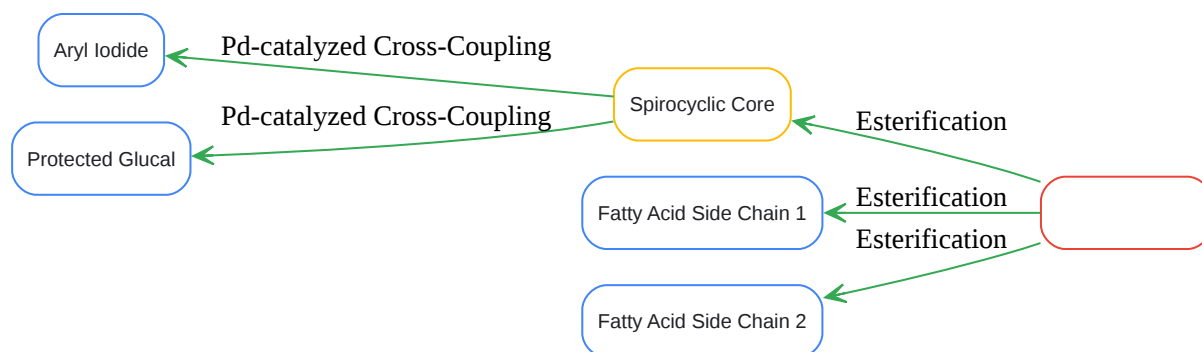 Aryl Iodide
Pd-catalyzed Cross-Coupling
Spirocyclic Core
Pd-catalyzed Cross-Coupling
Protected Glucal
Esterification
Fatty Acid Side Chain 1
Esterification
Esterification
Fatty Acid Side Chain 2